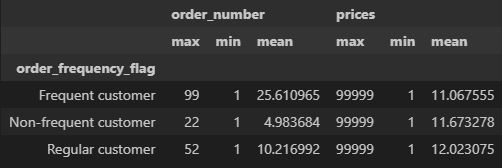 order_number prices
max min mean max min mean
order_frequency_flag
Frequent customer 99 1 25.610965 99999 1 11.067555
Non-frequent customer 22 1 4.983684 99999 1 11.673278
Regular customer 52 1 10.216992 99999 1 12.023075